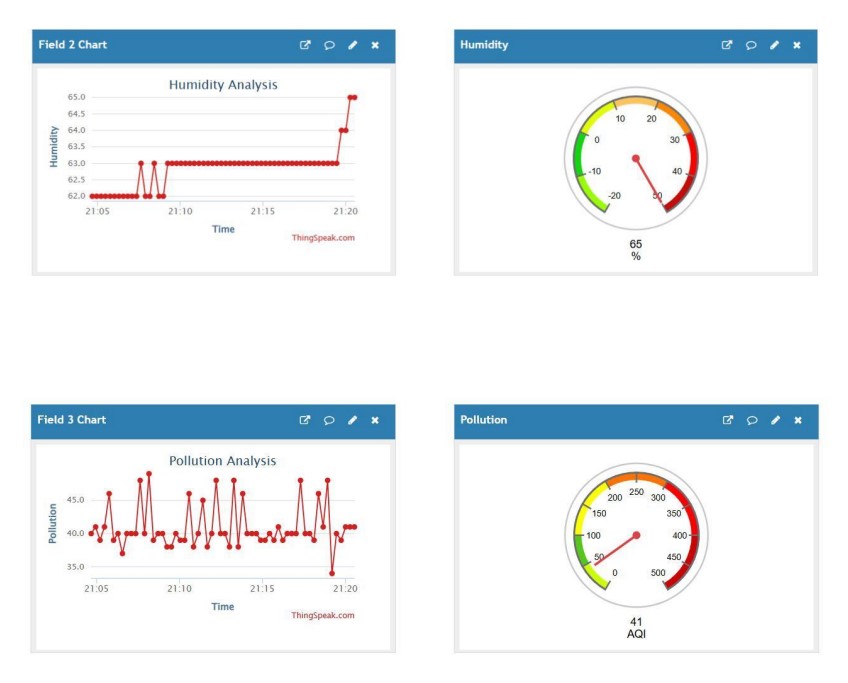 Field 2 Chart
Humidity Analysis
65.0
64.5
64.0
63.5
63.0
62.5
62.0
Humidity
21:05 21:10 21:15 21:20
Time
ThingSpeak.com
Humidity
-20 -10 0 10 20 30 40 50
65
%
Field 3 Chart
Pollution Analysis
45.0
40.0
35.0
Pollution
21:05 21:10 21:15 21:20
Time
ThingSpeak.com
Pollution
0 50 100 150 200 250 300 350 400 450 500
41
AQI